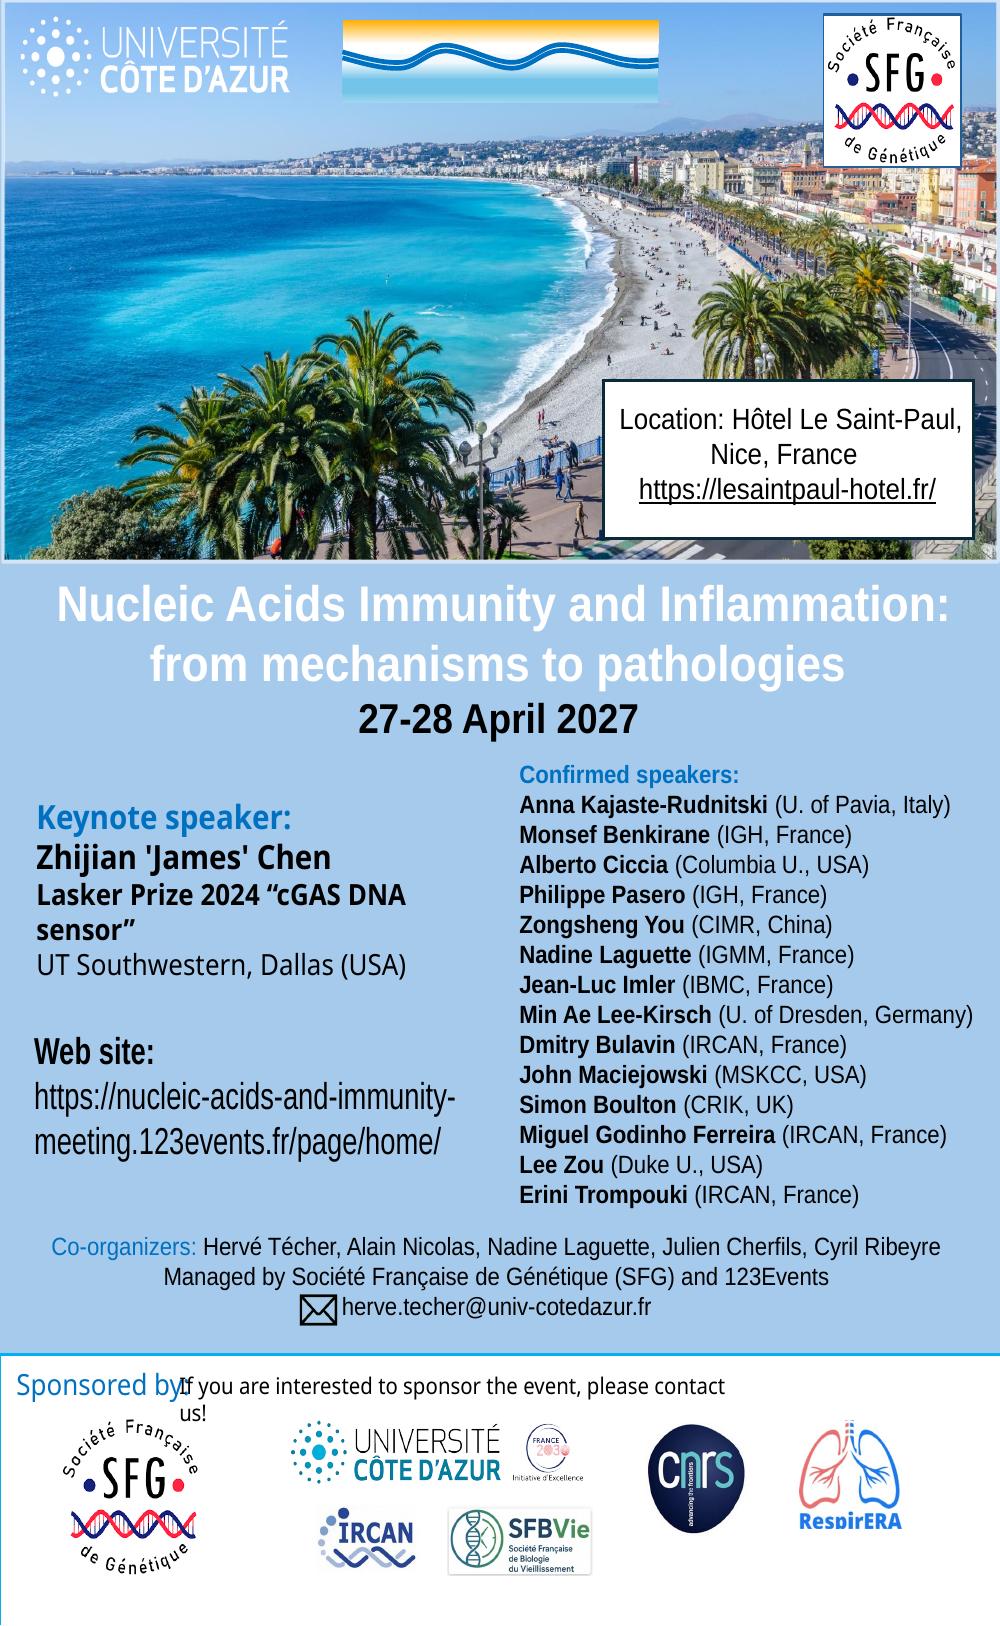 UNIVERSITÉ
CÔTE D'AZUR
Société Française
SFG
de Génétique
Location: Hôtel Le Saint-Paul,
Nice, France
https://lesaintpaul-hotel.fr/
Nucleic Acids Immunity and Inflammation:
from mechanisms to pathologies
27-28 April 2027
Keynote speaker:
Zhijian 'James' Chen
Lasker Prize 2024 “cGAS DNA
sensor”
UT Southwestern, Dallas (USA)
Web site:
https://nucleic-acids-and-immunity-
meeting.123events.fr/page/home/
Confirmed speakers:
Anna Kajaste-Rudnitski (U. of Pavia, Italy)
Monsef Benkirane (IGH, France)
Alberto Ciccia (Columbia U., USA)
Philippe Pasero (IGH, France)
Zongsheng You (CIMR, China)
Nadine Laguette (IGMM, France)
Jean-Luc Imler (IBMC, France)
Min Ae Lee-Kirsch (U. of Dresden, Germany)
Dmitry Bulavin (IRCAN, France)
John Maciejowski (MSKCC, USA)
Simon Boulton (CRIK, UK)
Miguel Godinho Ferreira (IRCAN, France)
Lee Zou (Duke U., USA)
Erini Trompouki (IRCAN, France)
Co-organizers: Hervé Técher, Alain Nicolas, Nadine Laguette, Julien Cherfils, Cyril Ribeyre
Managed by Société Française de Génétique (SFG) and 123Events
herve.techer@univ-cotedazur.fr
Sponsored by:
If you are interested to sponsor the event, please contact
us!
Société Française
SFG
de Génétique
UNIVERSITÉ
CÔTE D'AZUR
FRANCE
2030
Initiative d'Excellence
cnrs
advancing the frontiers
RespirERA
IRCAN
SFBVie
Société Française
de Biologie
du Vieillissement